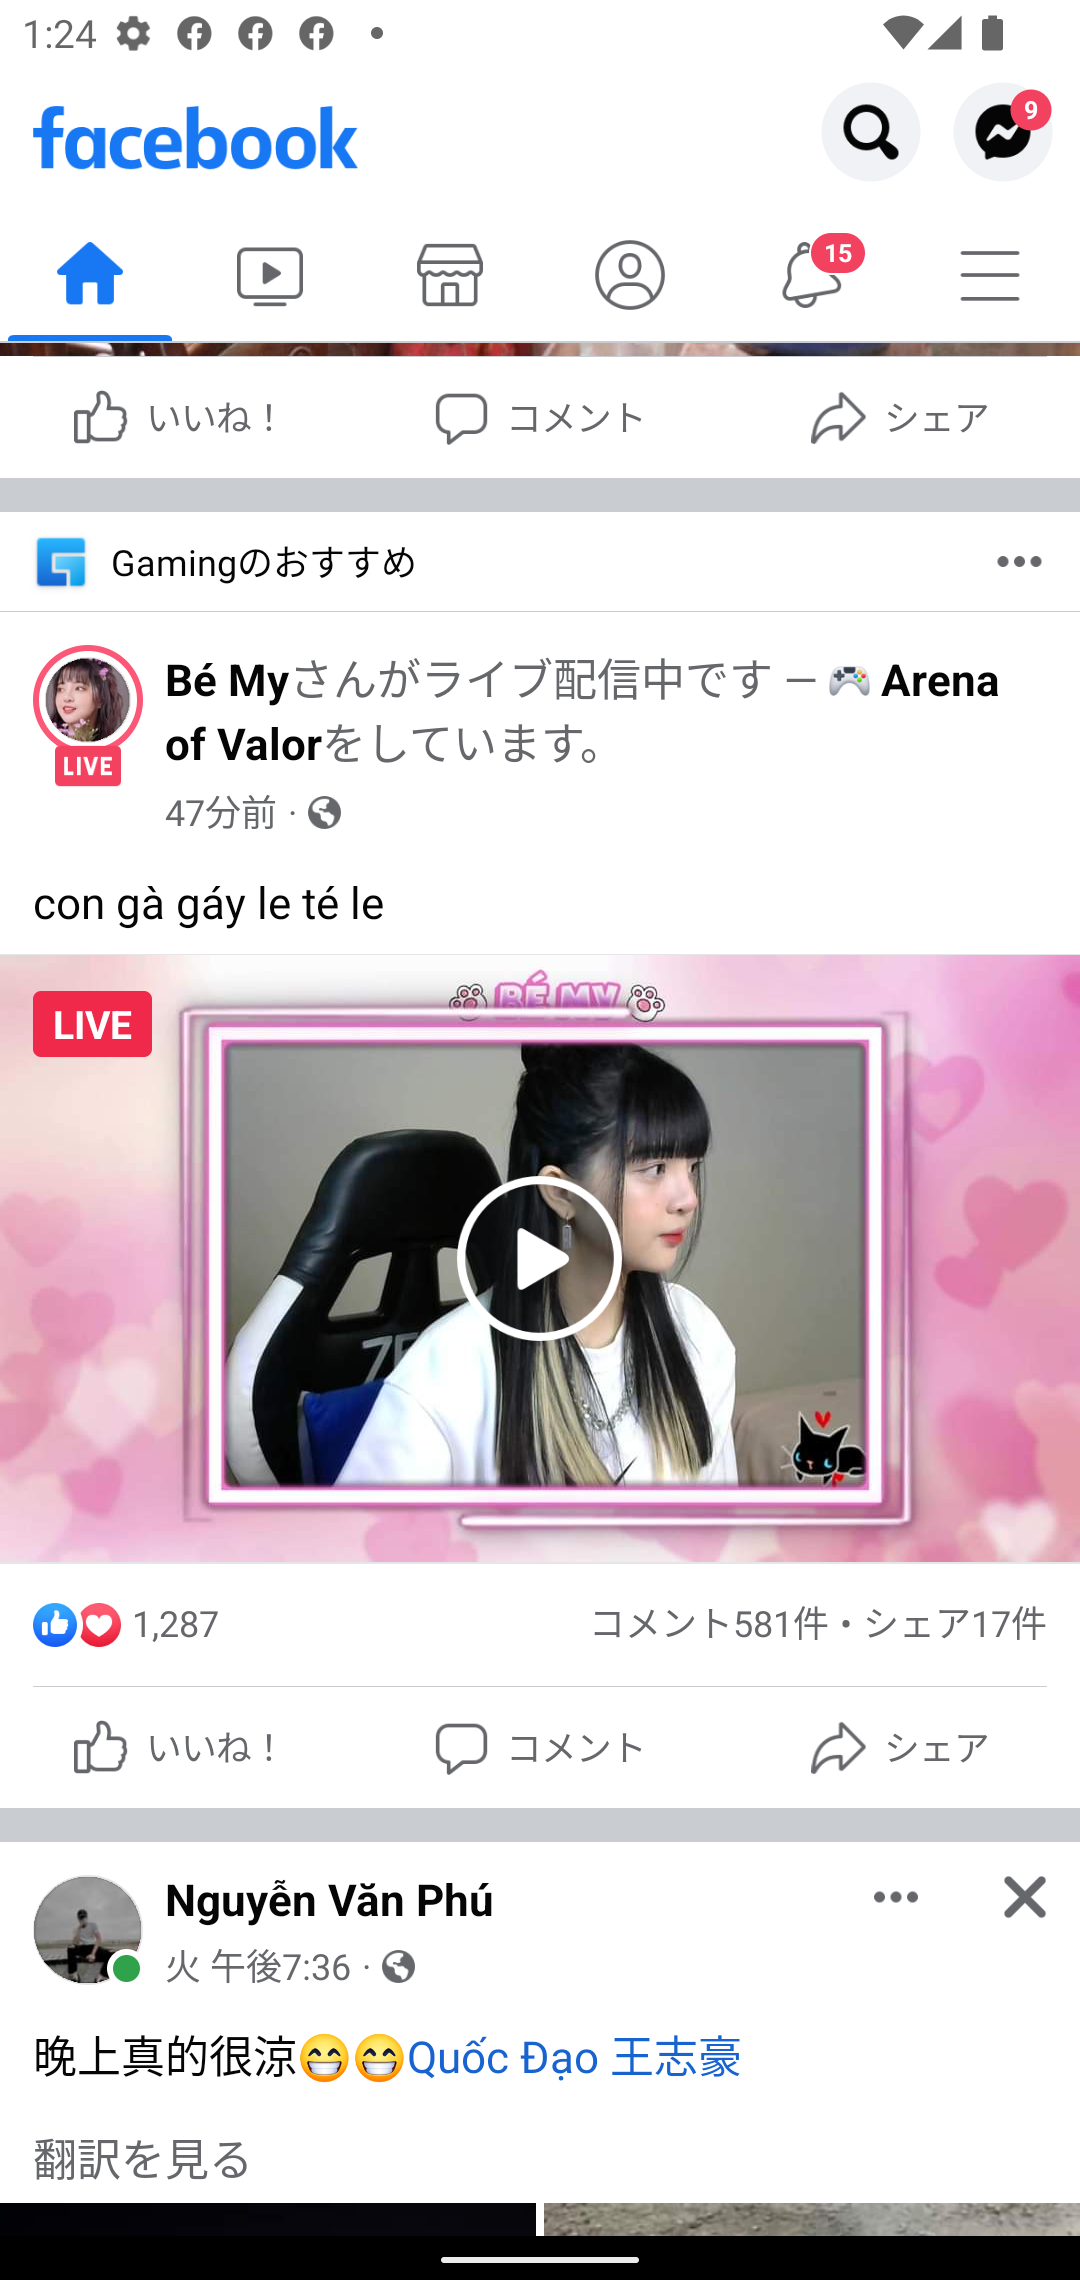 1:24
facebook
9
15
いいね！ コメント シェア
Gamingのおすすめ
Bé Myさんがライブ配信中です — 🎮 Arena
of Valorをしています。
LIVE
47分前 ·
con gà gáy le té le
BÉ MY
LIVE
1,287 コメント581件・シェア17件
いいね！ コメント シェア
Nguyễn Văn Phú
火 午後7:36 ·
晚上真的很涼😁😁Quốc Đạo 王志豪
翻訳を見る